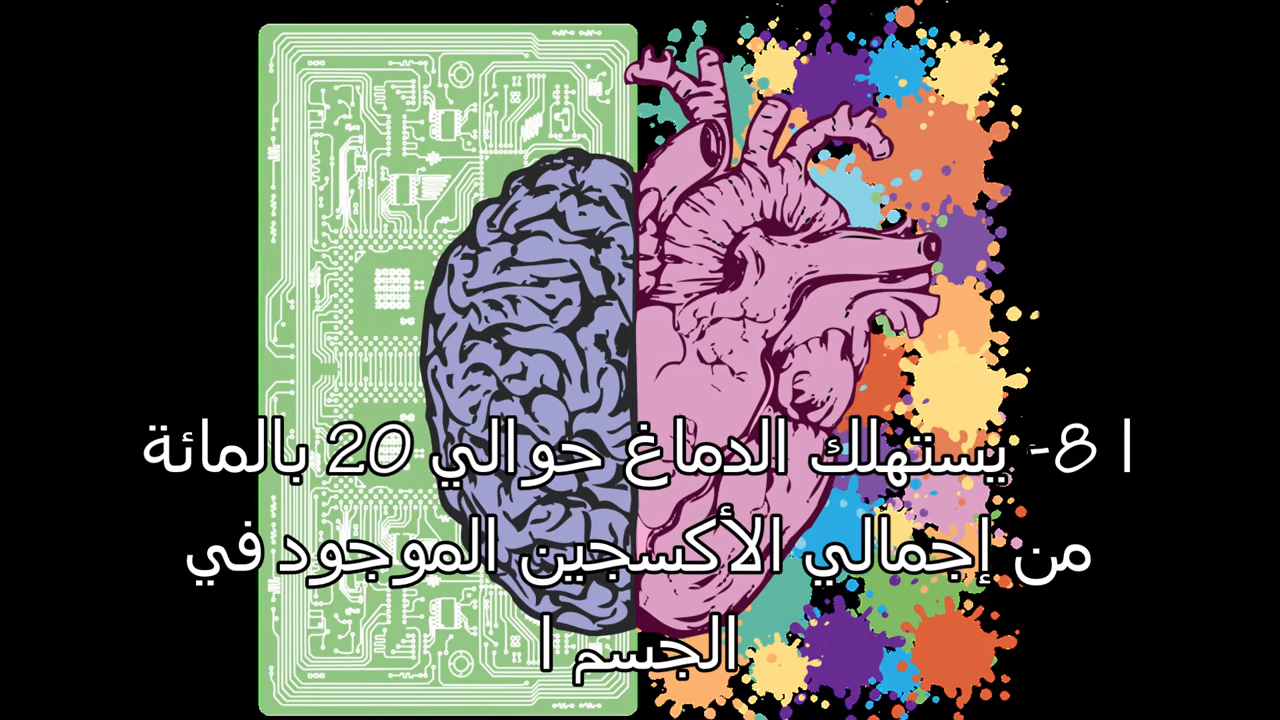 | 8- يستهلك الدماغ حوالي 20 بالمائة
من إجمالي الأكسجين الموجود في
الجسم |